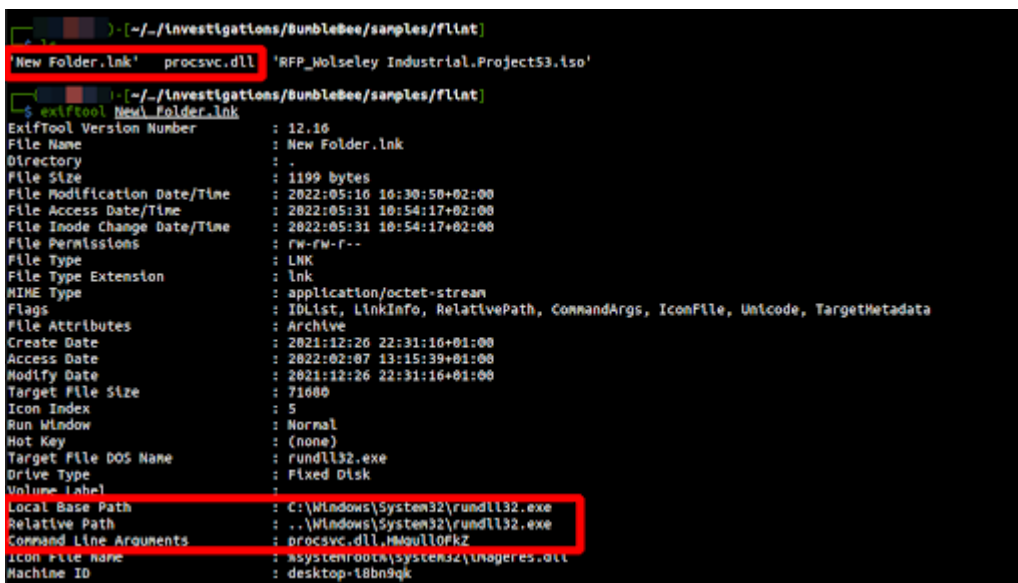 )-[~/…/investigations/BumbleBee/samples/flint]
$ ls
'New Folder.lnk' procsvc.dll 'RFP_Wolseley Industrial.Project53.iso'
)-[~/…/investigations/BumbleBee/samples/flint]
$ exiftool New\ Folder.lnk
ExifTool Version Number : 12.16
File Name : New Folder.lnk
Directory : .
File Size : 1199 bytes
File Modification Date/Time : 2022:05:16 16:30:50+02:00
File Access Date/Time : 2022:05:31 10:54:17+02:00
File Inode Change Date/Time : 2022:05:31 10:54:17+02:00
File Permissions : rw-rw-r--
File Type : LNK
File Type Extension : lnk
MIME Type : application/octet-stream
Flags : IDList, LinkInfo, RelativePath, CommandArgs, IconFile, Unicode, TargetMetadata
File Attributes : Archive
Create Date : 2021:12:26 22:31:16+01:00
Access Date : 2022:02:07 13:15:39+01:00
Modify Date : 2021:12:26 22:31:16+01:00
Target File Size : 71680
Icon Index : 5
Run Window : Normal
Hot Key : (none)
Target File DOS Name : rundll32.exe
Drive Type : Fixed Disk
Volume Label :
Local Base Path : C:\Windows\System32\rundll32.exe
Relative Path : ..\Windows\System32\rundll32.exe
Command Line Arguments : procsvc.dll,
Icon File Name : %systemroot%\system32\imageres.dll
Machine ID : desktop-i8bn9qk